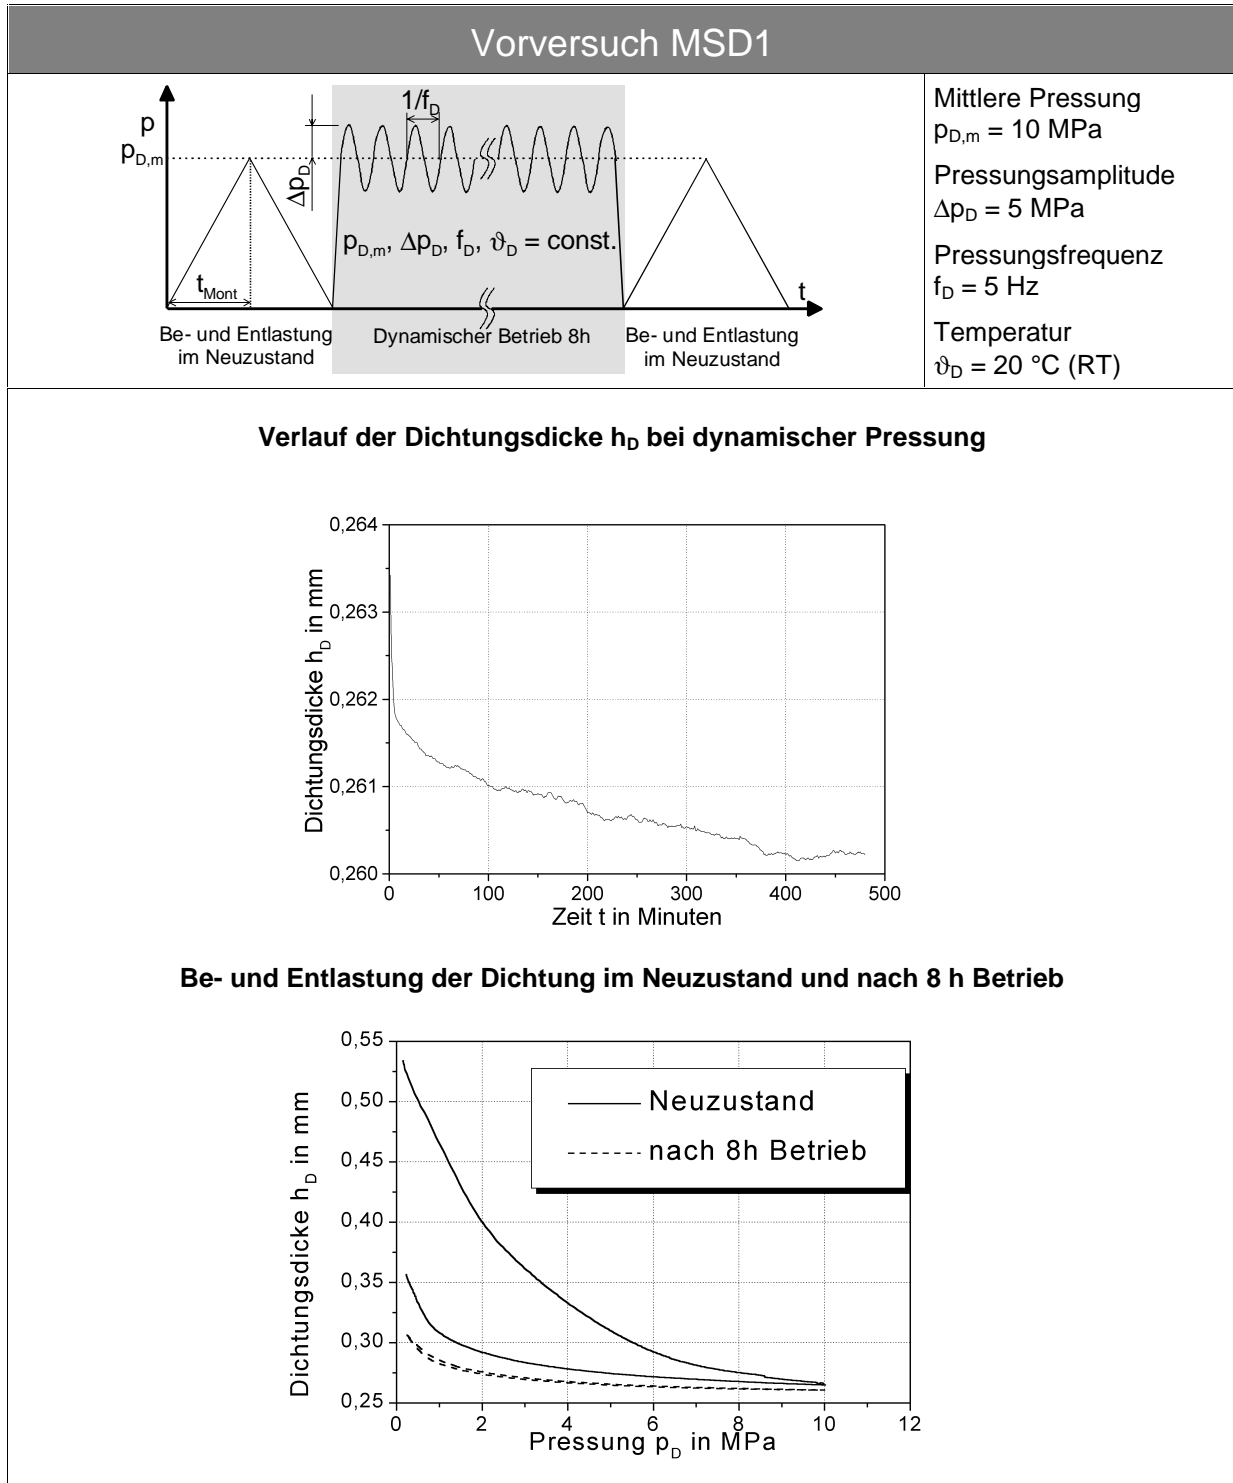 Vorversuch MSD1
p
p_D,m
Δp_D
1/f_D
p_D,m, Δp_D, f_D, ϑ_D = const.
t_Mont
t
Be- und Entlastung
im Neuzustand
Dynamischer Betrieb 8h
Be- und Entlastung
im Neuzustand
Mittlere Pressung
p_D,m = 10 MPa
Pressungsamplitude
Δp_D = 5 MPa
Pressungsfrequenz
f_D = 5 Hz
Temperatur
ϑ_D = 20 °C (RT)
Verlauf der Dichtungsdicke h_D bei dynamischer Pressung
Dichtungsdicke h_D in mm
0,264
0,263
0,262
0,261
0,260
0 100 200 300 400 500
Zeit t in Minuten
Be- und Entlastung der Dichtung im Neuzustand und nach 8 h Betrieb
Dichtungsdicke h_D in mm
0,55
0,50
0,45
0,40
0,35
0,30
0,25
Neuzustand
nach 8h Betrieb
0 2 4 6 8 10 12
Pressung p_D in MPa